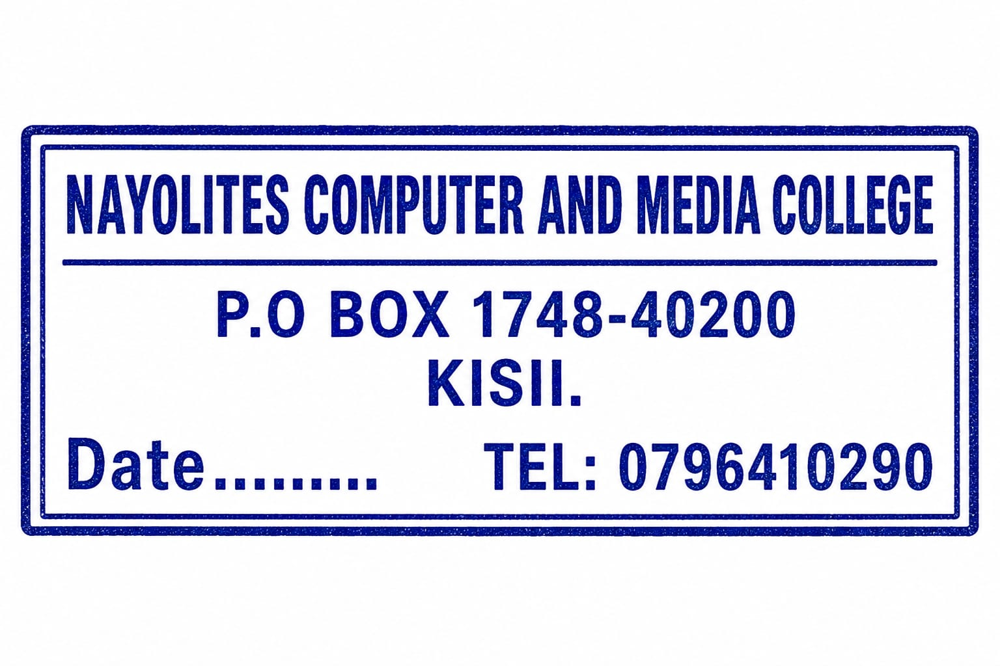 NAYOLITES COMPUTER AND MEDIA COLLEGE
P.O BOX 1748-40200
KISII.
Date......... TEL: 0796410290